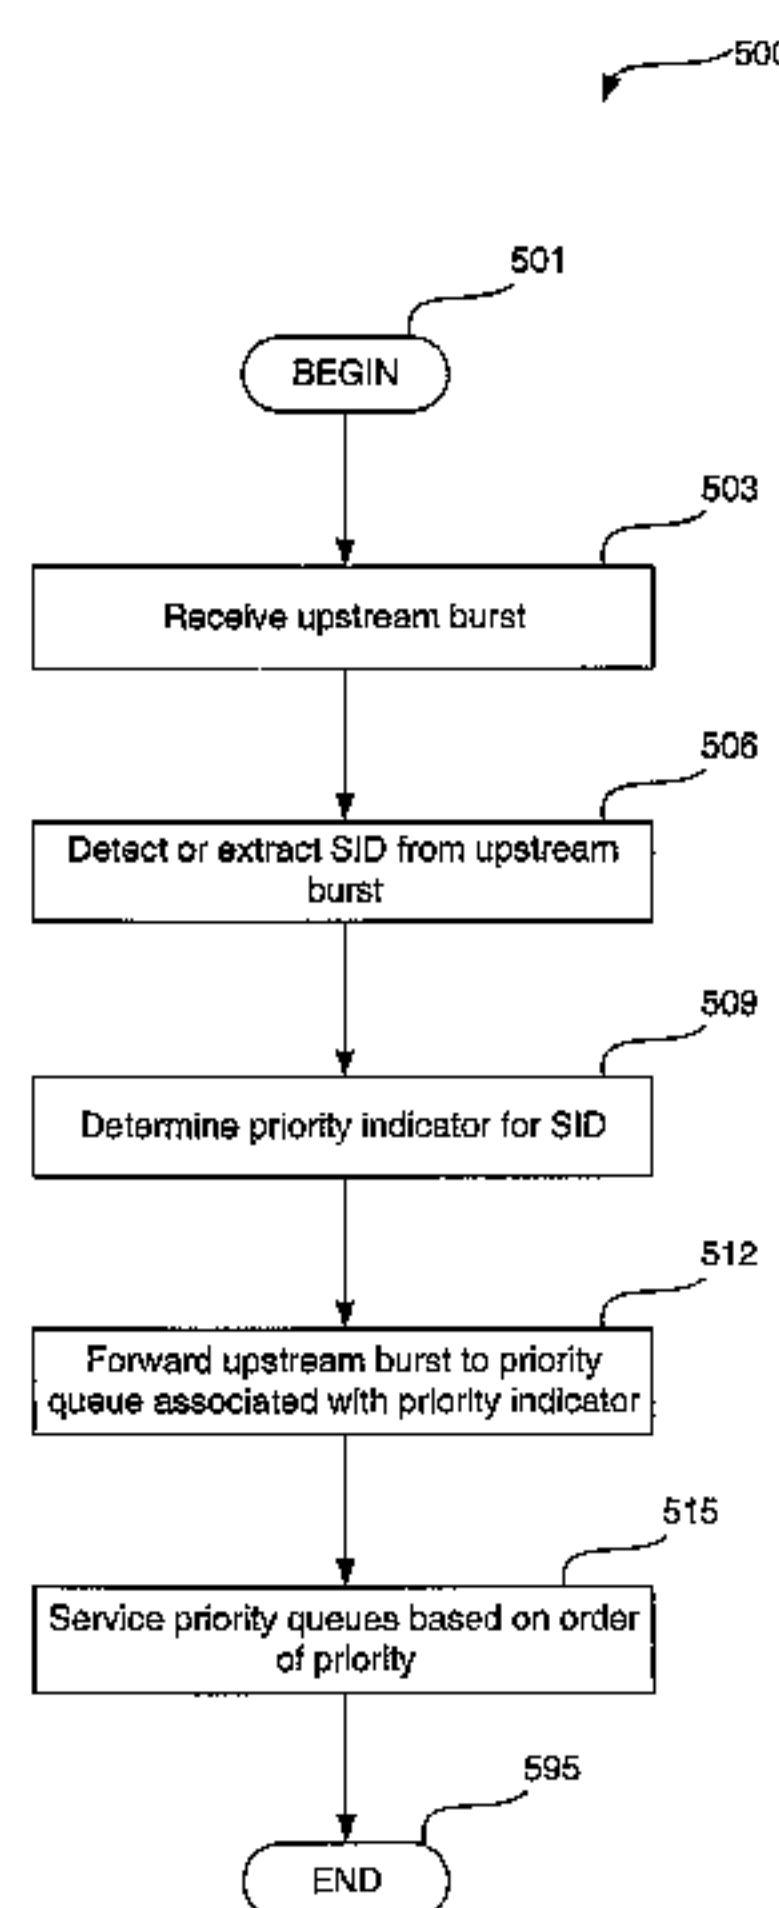 500
501
BEGIN
503
Receive upstream burst
506
Detect or extract SID from upstream
burst
509
Determine priority indicator for SID
512
Forward upstream burst to priority
queue associated with priority indicator
515
Service priority queues based on order
of priority
595
END